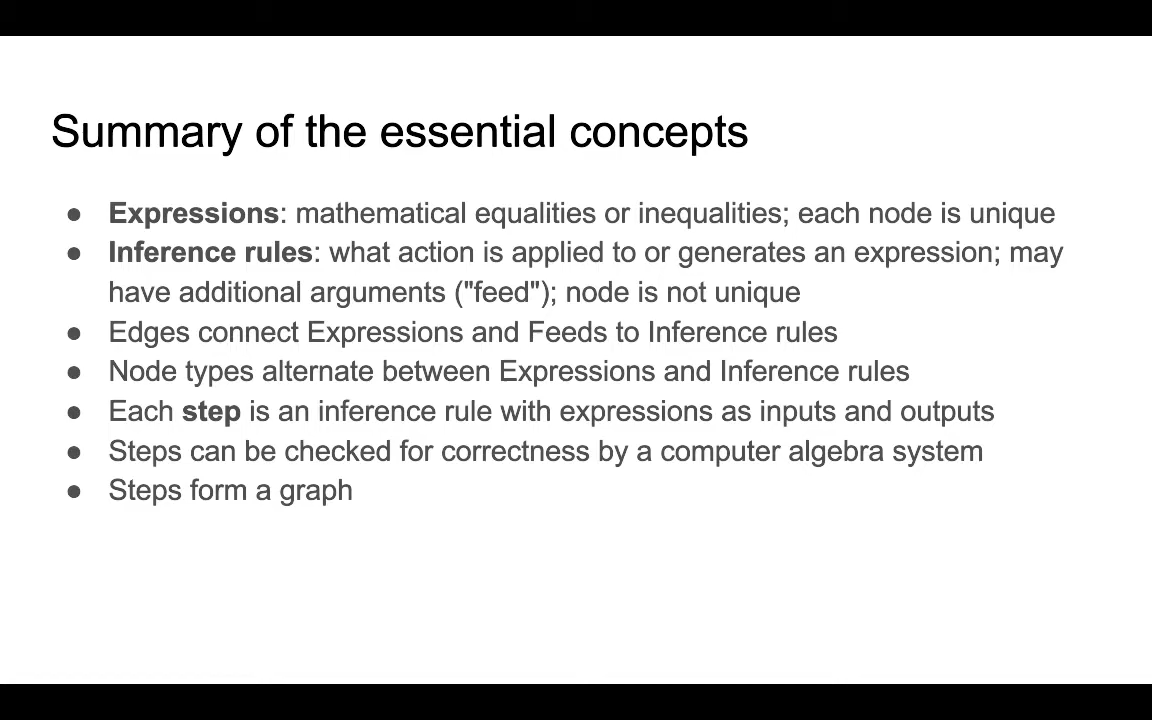 Summary of the essential concepts
● Expressions: mathematical equalities or inequalities; each node is unique
● Inference rules: what action is applied to or generates an expression; may
have additional arguments ("feed"); node is not unique
● Edges connect Expressions and Feeds to Inference rules
● Node types alternate between Expressions and Inference rules
● Each step is an inference rule with expressions as inputs and outputs
● Steps can be checked for correctness by a computer algebra system
● Steps form a graph